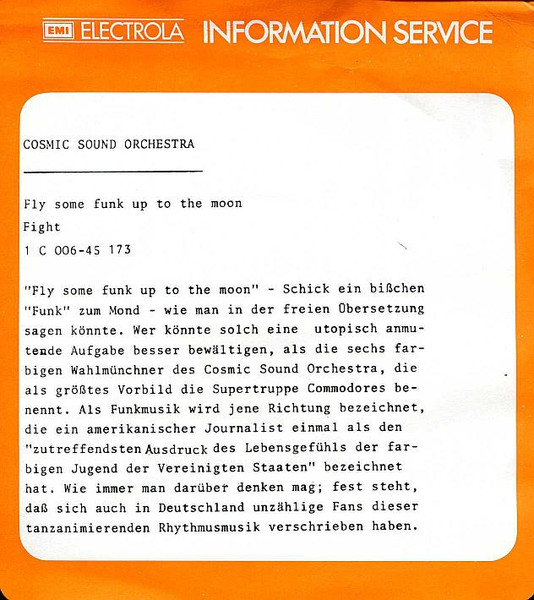 EMI ELECTROLA INFORMATION SERVICE
COSMIC SOUND ORCHESTRA
Fly some funk up to the moon
Fight
1 C 006-45 173
"Fly some funk up to the moon" - Schick ein bißchen
"Funk" zum Mond - wie man in der freien Obersetzung
sagen könnte. Wer könnte solch eine utopisch anmu-
tende Aufgabe besser bewältigen, als die sechs far-
bigen Wahlmünchner des Cosmic Sound Orchestra, die
als größtes Vorbild die Supertruppe Commodores be-
nennt. Als Funkmusik wird jene Richtung bezeichnet,
die ein amerikanischer Journalist einmal als den
"zutreffendsten Ausdruck des Lebensgefühls der far-
bigen Jugend der Vereinigten Staaten" bezeichnet
hat. Wie immer man darüber denken mag; fest steht,
daß sich auch in Deutschland unzählige Fans dieser
tanzanimierenden Rhythmusmusik verschrieben haben.